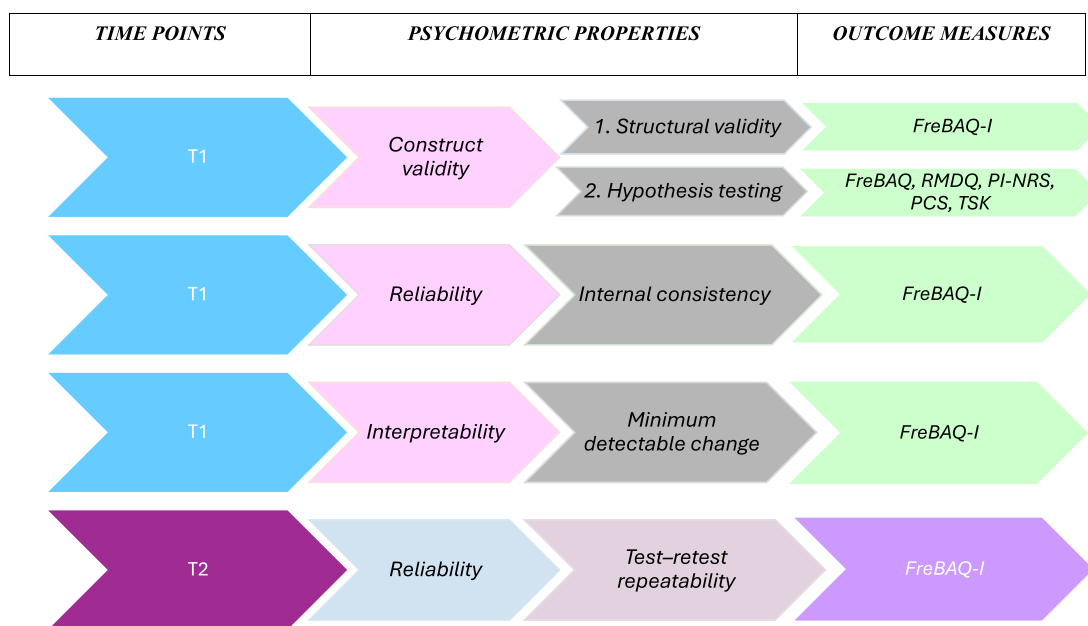 TIME POINTS
PSYCHOMETRIC PROPERTIES
OUTCOME MEASURES
T1
Construct
validity
1. Structural validity
FreBAQ-I
2. Hypothesis testing
FreBAQ, RMDQ, PI-NRS,
PCS, TSK
T1
Reliability
Internal consistency
FreBAQ-I
T1
Interpretability
Minimum
detectable change
FreBAQ-I
T2
Reliability
Test–retest
repeatability
FreBAQ-I